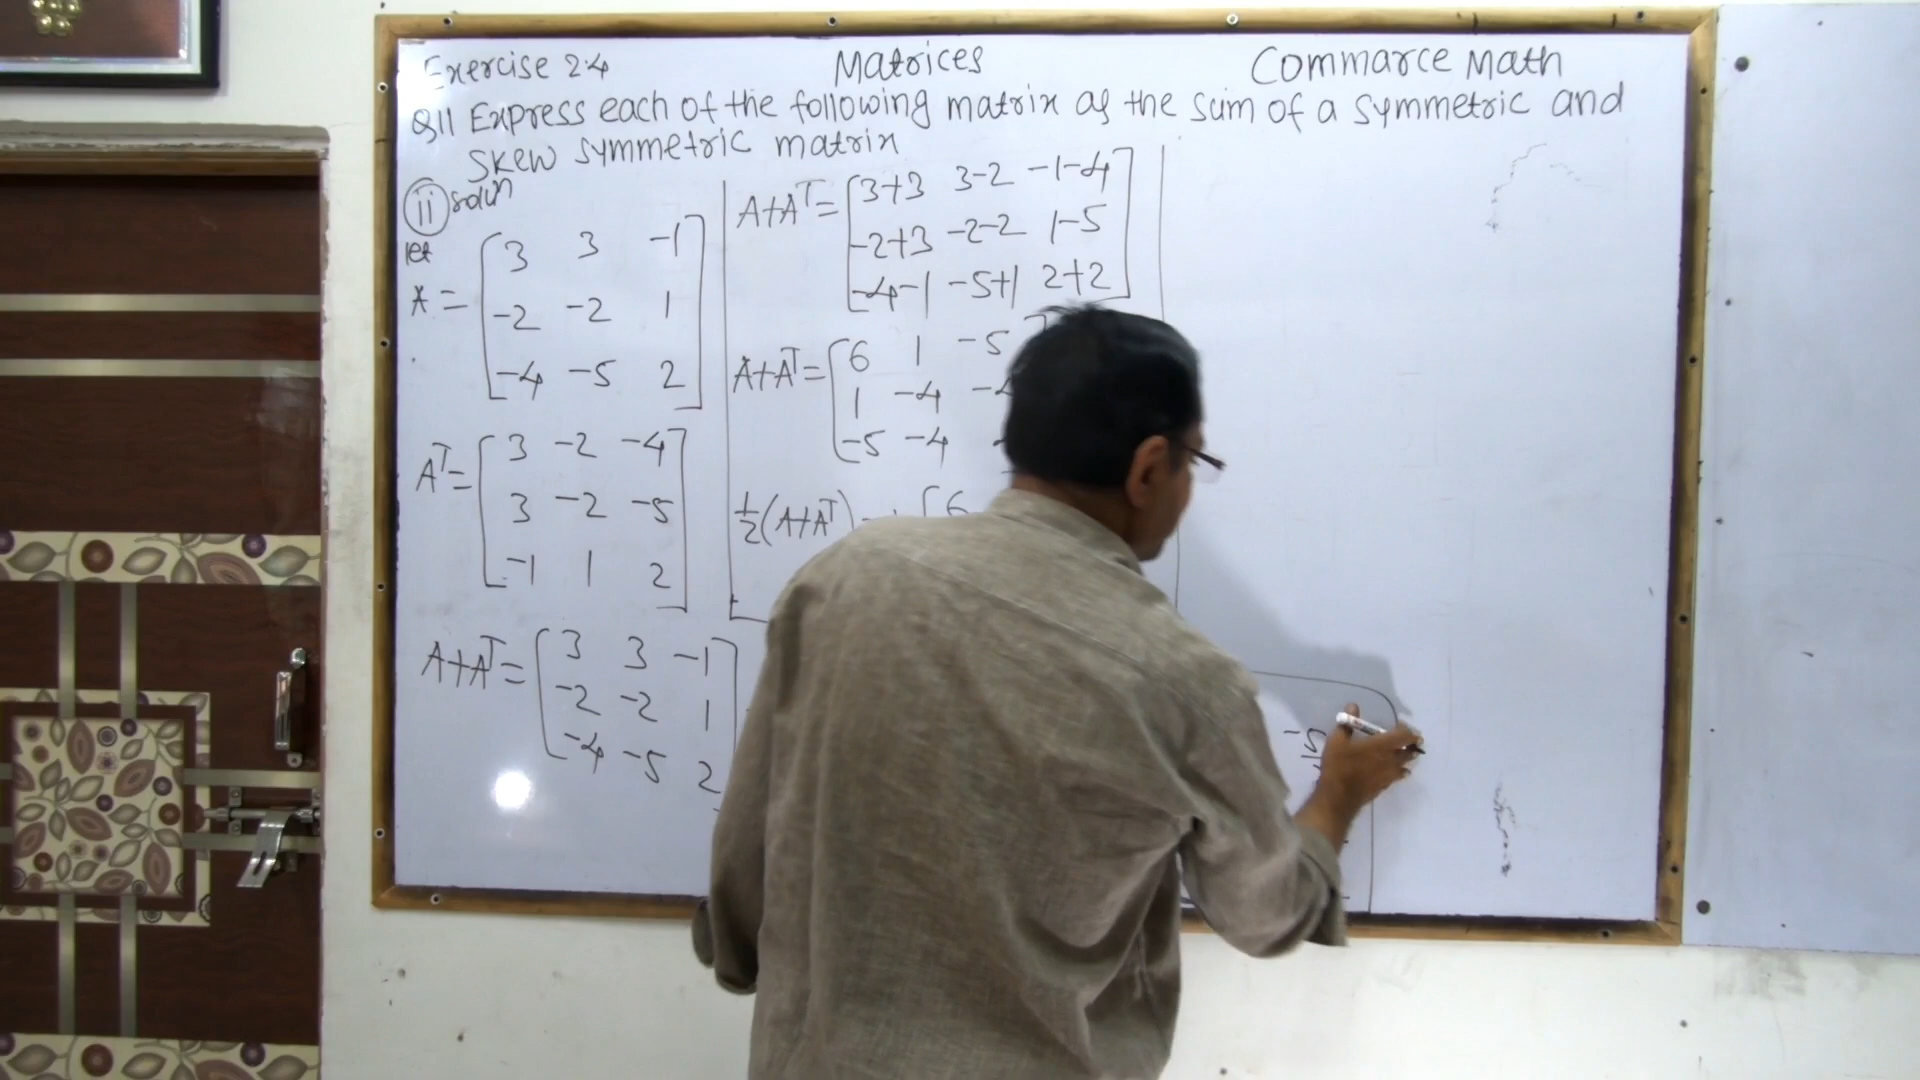 Exercise 2.4 Matrices Commarce Math
Q11 Express each of the following matrix as the sum of a symmetric and
skew symmetric matrix
(ii) soln
let
A = [3 3 -1
-2 -2 1
-4 -5 2]
A^T = [3 -2 -4
3 -2 -5
-1 1 2]
A+A^T = [3 3 -1
-2 -2 1
-4 -5 2]
A+A^T = [3+3 3-2 -1-4
-2+3 -2-2 1-5
-4-1 -5+1 2+2]
A+A^T = [6 1 -5
1 -4
-5 -4
1/2(A+A^T) [6
-5